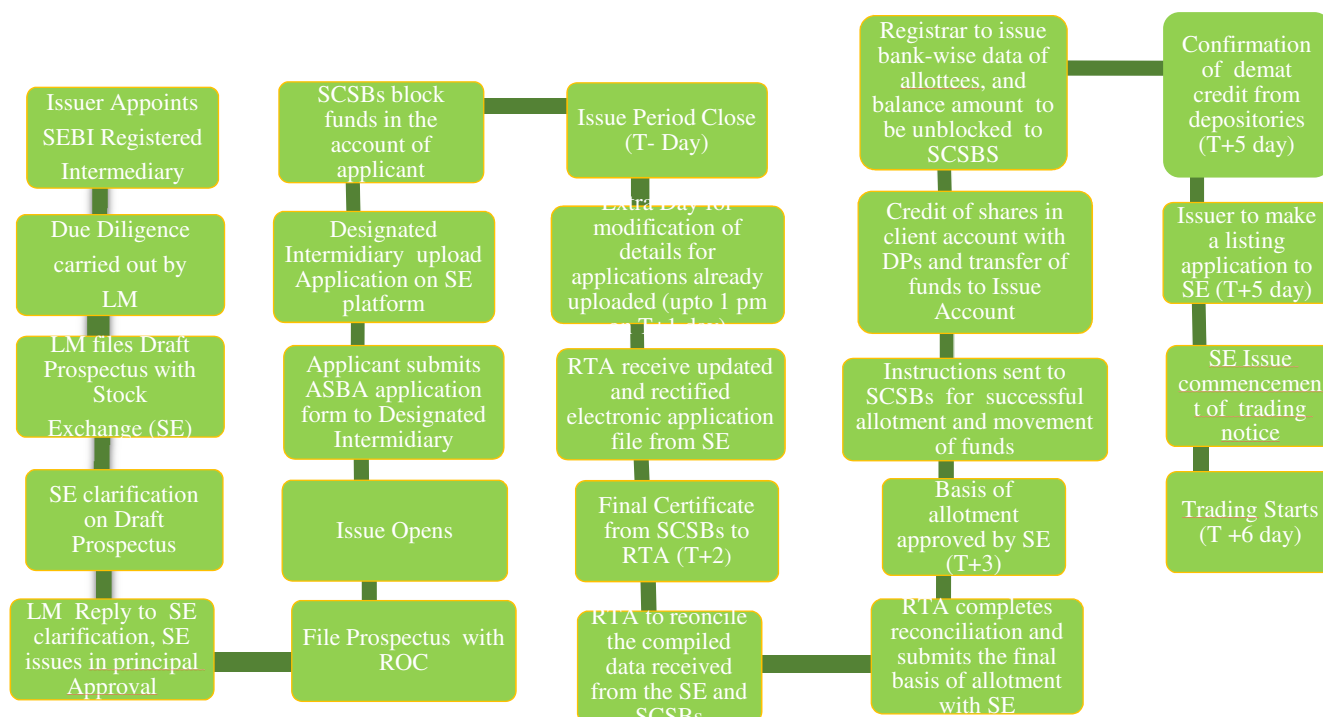 Issuer Appoints
SEBI Registered
Intermediary
Due Diligence
carried out by
LM
LM files Draft
Prospectus with
Stock
Exchange (SE)
SE clarification
on Draft
Prospectus
LM Reply to SE
clarification, SE
issues in principal
Approval
SCSBs block
funds in the
account of
applicant
Designated
Intermidiary upload
Application on SE
platform
Applicant submits
ASBA application
form to Designated
Intermidiary
Issue Opens
File Prospectus with
ROC
Issue Period Close
(T- Day)
Extra Day for
modification of
details for
applications already
uploaded (upto 1 pm
on T+1 day)
RTA receive updated
and rectified
electronic application
file from SE
Final Certificate
from SCSBs to
RTA (T+2)
RTA to reoncile
the compiled
data received
from the SE and
SCSBs
Registrar to issue
bank-wise data of
allottees, and
balance amount to
be unblocked to
SCSBS
Credit of shares in
client account with
DPs and transfer of
funds to Issue
Account
Instructions sent to
SCSBs for successful
allotment and movement
of funds
Basis of
allotment
approved by SE
(T+3)
RTA completes
reconciliation and
submits the final
basis of allotment
with SE
Confirmation
of demat
credit from
depositories
(T+5 day)
Issuer to make
a listing
application to
SE (T+5 day)
SE Issue
commencemen
t of trading
notice
Trading Starts
(T +6 day)